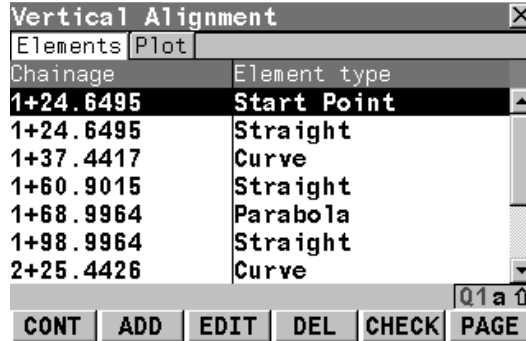 Vertical Alignment
Elements Plot
Chainage Element type
1+24.6495 Start Point
1+24.6495 Straight
1+37.4417 Curve
1+60.9015 Straight
1+68.9964 Parabola
1+98.9964 Straight
2+25.4426 Curve
Q1 a ⇧
CONT ADD EDIT DEL CHECK PAGE